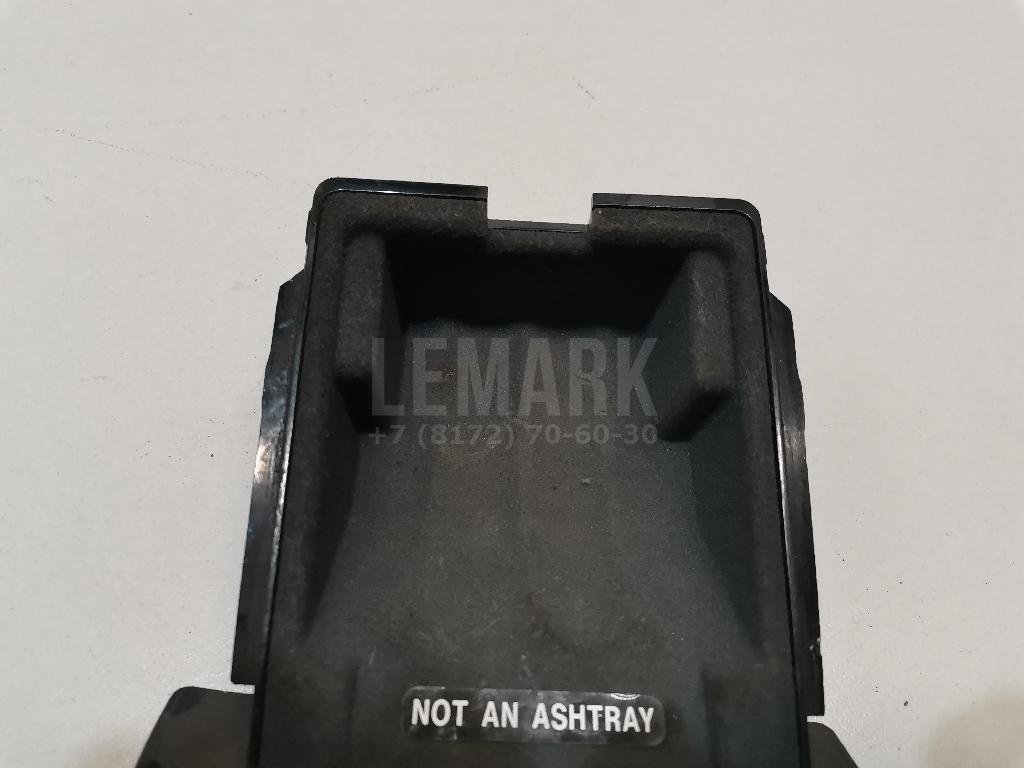 LEMARK
+7 (8172) 70-60-30
NOT AN ASHTRAY